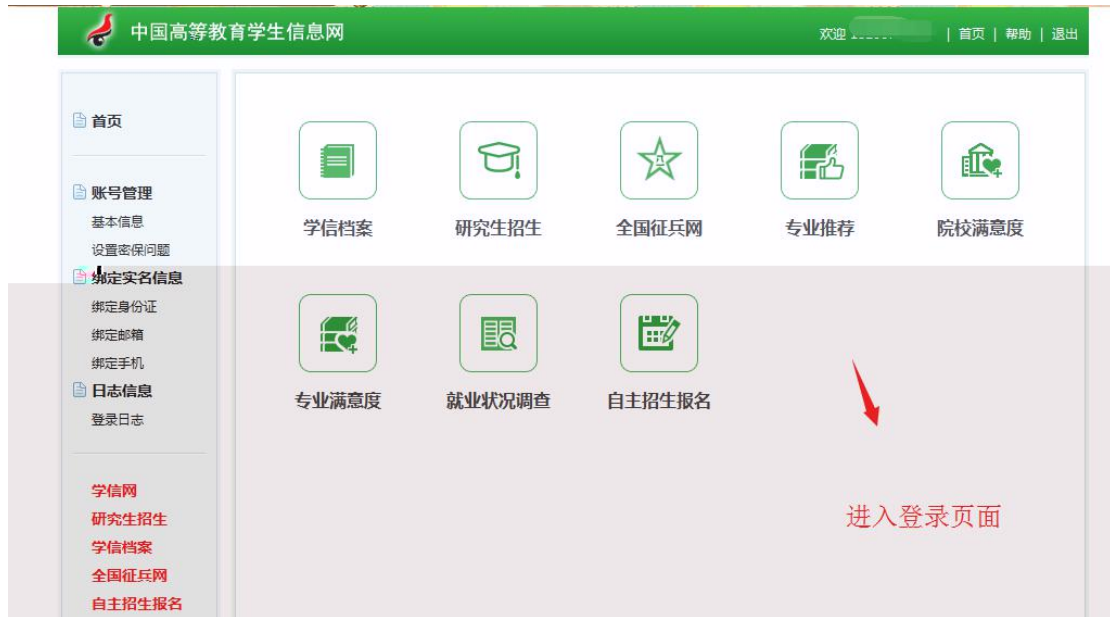 中国高等教育学生信息网
欢迎 | 首页 | 帮助 | 退出
首页
账号管理
基本信息
设置密保问题
绑定实名信息
绑定身份证
绑定邮箱
绑定手机
日志信息
登录日志
学信网
研究生招生
学信档案
全国征兵网
自主招生报名
学信档案 研究生招生 全国征兵网 专业推荐 院校满意度
专业满意度 就业状况调查 自主招生报名
进入登录页面